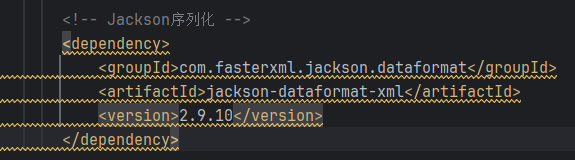 <!-- Jackson序列化 -->
<dependency>
<groupId>com.fasterxml.jackson.dataformat</groupId>
<artifactId>jackson-dataformat-xml</artifactId>
<version>2.9.10</version>
</dependency>